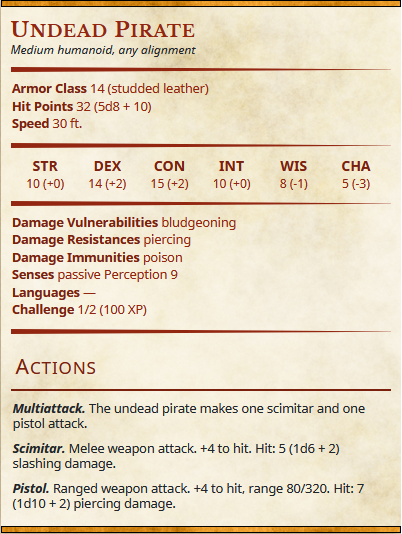 Undead Pirate
Medium humanoid, any alignment
Armor Class 14 (studded leather)
Hit Points 32 (5d8 + 10)
Speed 30 ft.
STR DEX CON INT WIS CHA
10 (+0) 14 (+2) 15 (+2) 10 (+0) 8 (-1) 5 (-3)
Damage Vulnerabilities bludgeoning
Damage Resistances piercing
Damage Immunities poison
Senses passive Perception 9
Languages —
Challenge 1/2 (100 XP)
Actions
Multiattack. The undead pirate makes one scimitar and one
pistol attack.
Scimitar. Melee weapon attack. +4 to hit. Hit: 5 (1d6 + 2)
slashing damage.
Pistol. Ranged weapon attack. +4 to hit, range 80/320. Hit: 7
(1d10 + 2) piercing damage.